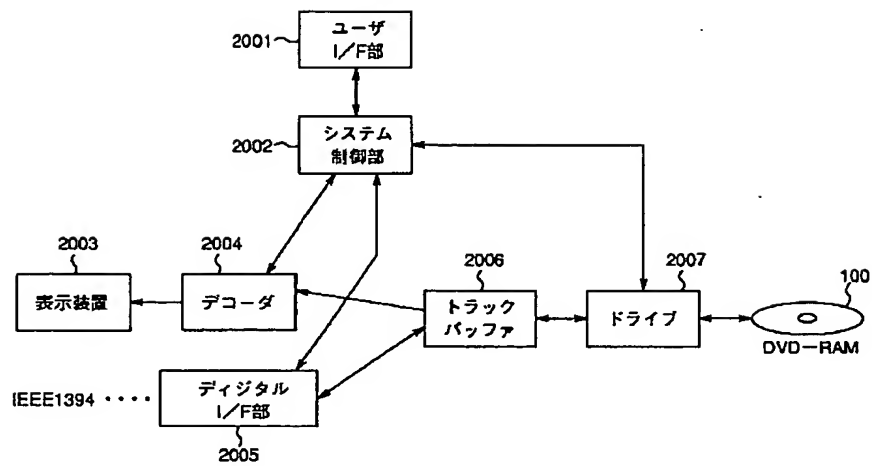 2001
ユーザ
I/F部
2002
システム
制御部
2003
2004
2006
2007
100
表示装置
デコーダ
トラック
バッファ
ドライブ
DVD-RAM
IEEE1394 ････
ディジタル
I/F部
2005